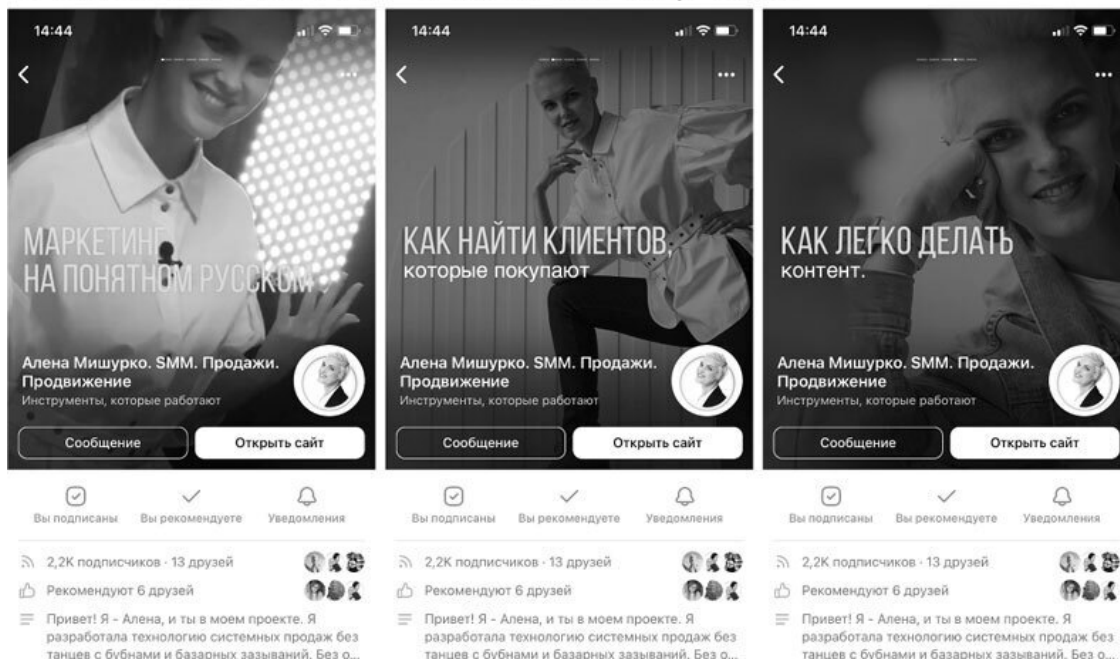 14:44
МАРКЕТИНГ
НА ПОНЯТНОМ РУССКОМ
Алена Мишурко. SMM. Продажи.
Продвижение
Инструменты, которые работают
Сообщение
Открыть сайт
Вы подписаны
Вы рекомендуете
Уведомления
2,2K подписчиков · 13 друзей
Рекомендуют 6 друзей
Привет! Я - Алена, и ты в моем проекте. Я
разработала технологию системных продаж без
танцев с бубнами и базарных зазываний. Без о...
14:44
КАК НАЙТИ КЛИЕНТОВ,
которые покупают
Алена Мишурко. SMM. Продажи.
Продвижение
Инструменты, которые работают
Сообщение
Открыть сайт
Вы подписаны
Вы рекомендуете
Уведомления
2,2K подписчиков · 13 друзей
Рекомендуют 6 друзей
Привет! Я - Алена, и ты в моем проекте. Я
разработала технологию системных продаж без
танцев с бубнами и базарных зазываний. Без о...
14:44
КАК ЛЕГКО ДЕЛАТЬ
контент.
Алена Мишурко. SMM. Продажи.
Продвижение
Инструменты, которые работают
Сообщение
Открыть сайт
Вы подписаны
Вы рекомендуете
Уведомления
2,2K подписчиков · 13 друзей
Рекомендуют 6 друзей
Привет! Я - Алена, и ты в моем проекте. Я
разработала технологию системных продаж без
танцев с бубнами и базарных зазываний. Без о...